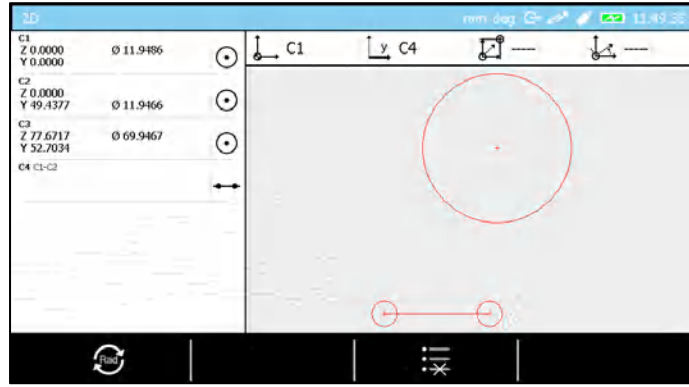 2D
mm deg 11:49:38
C1
Z 0.0000 Ø 11.9486
Y 0.0000
C2
Z 0.0000
Y 49.4377 Ø 11.9466
C3
Z 77.6717 Ø 69.9467
Y 52.7034
C4 C1-C2
C1
y C4
----
----
Rad